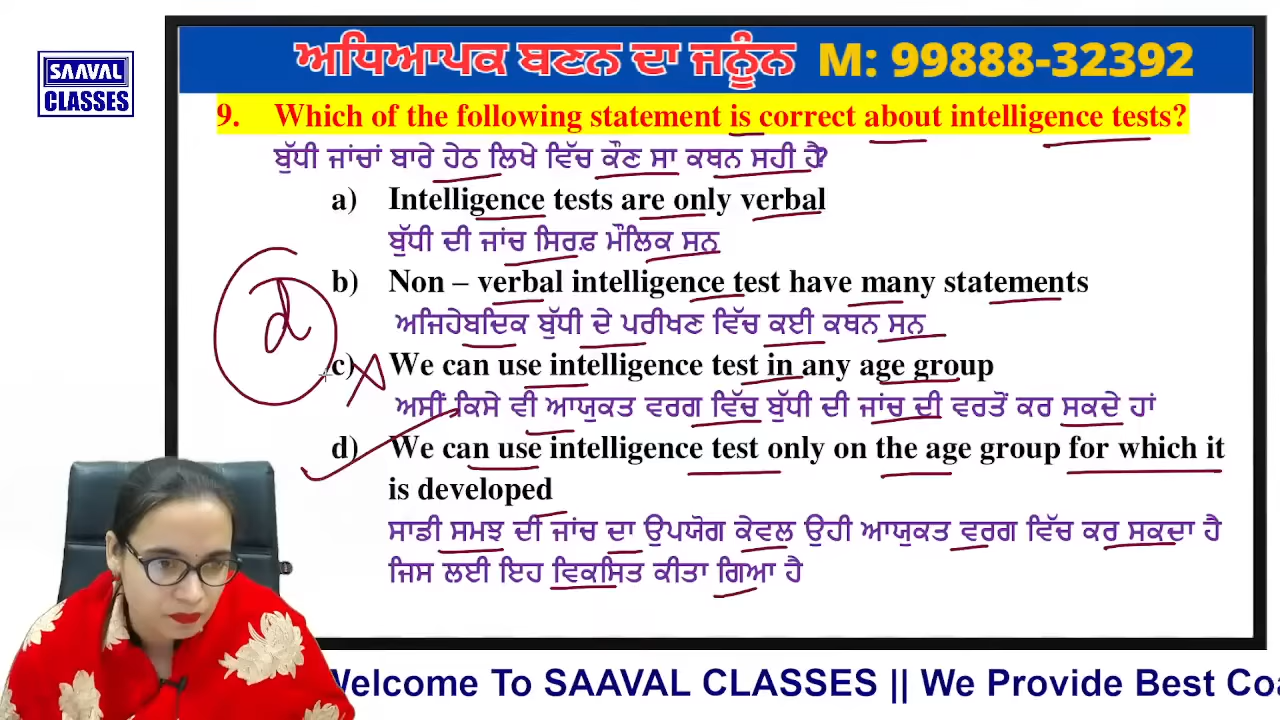 ਅਧਿਆਪਕ ਬਣਨ ਦਾ ਜਨੂੰਨ M: 99888-32392
SAAVAL
CLASSES
9. Which of the following statement is correct about intelligence tests?
ਬੁੱਧੀ ਜਾਂਚਾਂ ਬਾਰੇ ਹੇਠ ਲਿਖੇ ਵਿੱਚ ਕੌਣ ਸਾ ਕਥਨ ਸਹੀ ਹੈ?
a) Intelligence tests are only verbal
ਬੁੱਧੀ ਦੀ ਜਾਂਚ ਸਿਰਫ਼ ਮੌਲਿਕ ਸਨ
b) Non – verbal intelligence test have many statements
ਅਜਿਹੇਬਦਿਕ ਬੁੱਧੀ ਦੇ ਪਰੀਖਣ ਵਿੱਚ ਕਈ ਕਥਨ ਸਨ
d
c) We can use intelligence test in any age group
ਅਸੀਂ ਕਿਸੇ ਵੀ ਆਯੁਕਤ ਵਰਗ ਵਿੱਚ ਬੁੱਧੀ ਦੀ ਜਾਂਚ ਦੀ ਵਰਤੋਂ ਕਰ ਸਕਦੇ ਹਾਂ
d) We can use intelligence test only on the age group for which it
is developed
ਸਾਡੀ ਸਮਝ ਦੀ ਜਾਂਚ ਦਾ ਉਪਯੋਗ ਕੇਵਲ ਉਹੀ ਆਯੁਕਤ ਵਰਗ ਵਿੱਚ ਕਰ ਸਕਦਾ ਹੈ
ਜਿਸ ਲਈ ਇਹ ਵਿਕਸਿਤ ਕੀਤਾ ਗਿਆ ਹੈ
Welcome To SAAVAL CLASSES || We Provide Best